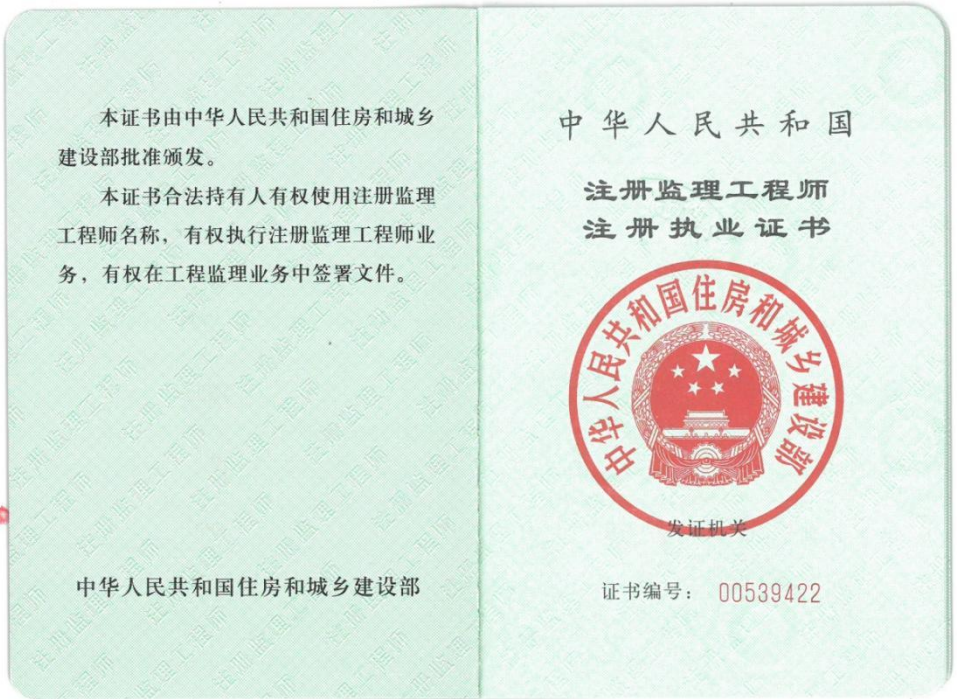 本证书由中华人民共和国住房和城乡
建设部批准颁发。
本证书合法持有人有权使用注册监理
工程师名称，有权执行注册监理工程师业
务，有权在工程监理业务中签署文件。
中华人民共和国住房和城乡建设部
中华人民共和国
注册监理工程师
注册执业证书
中华人民共和国住房和城乡建设部
发证机关
证书编号： 00539422